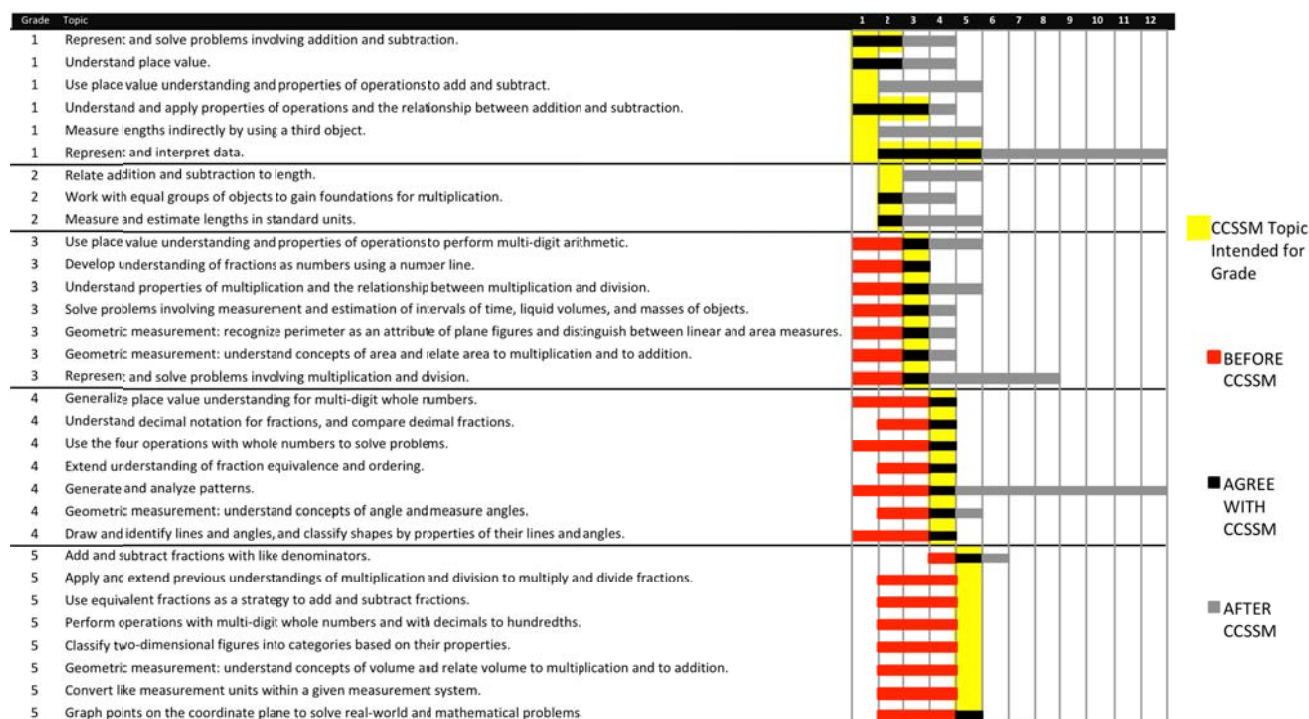 Grade Topic 1 2 3 4 5 6 7 8 9 10 11 12
1 Represent and solve problems involving addition and subtraction.
1 Understand place value.
1 Use place value understanding and properties of operations to add and subtract.
1 Understand and apply properties of operations and the relationship between addition and subtraction.
1 Measure lengths indirectly by using a third object.
1 Represent and interpret data.
2 Relate addition and subtraction to length.
2 Work with equal groups of objects to gain foundations for multiplication.
2 Measure and estimate lengths in standard units.
3 Use place value understanding and properties of operations to perform multi-digit arithmetic.
3 Develop understanding of fractions as numbers using a number line.
3 Understand properties of multiplication and the relationship between multiplication and division.
3 Solve problems involving measurement and estimation of intervals of time, liquid volumes, and masses of objects.
3 Geometric measurement: recognize perimeter as an attribute of plane figures and distinguish between linear and area measures.
3 Geometric measurement: understand concepts of area and relate area to multiplication and to addition.
3 Represent and solve problems involving multiplication and division.
4 Generalize place value understanding for multi-digit whole numbers.
4 Understand decimal notation for fractions, and compare decimal fractions.
4 Use the four operations with whole numbers to solve problems.
4 Extend understanding of fraction equivalence and ordering.
4 Generate and analyze patterns.
4 Geometric measurement: understand concepts of angle and measure angles.
4 Draw and identify lines and angles, and classify shapes by properties of their lines and angles.
5 Add and subtract fractions with like denominators.
5 Apply and extend previous understandings of multiplication and division to multiply and divide fractions.
5 Use equivalent fractions as a strategy to add and subtract fractions.
5 Perform operations with multi-digit whole numbers and with decimals to hundredths.
5 Classify two-dimensional figures into categories based on their properties.
5 Geometric measurement: understand concepts of volume and relate volume to multiplication and to addition.
5 Convert like measurement units within a given measurement system.
5 Graph points on the coordinate plane to solve real-world and mathematical problems
CCSSM Topic
Intended for
Grade
BEFORE
CCSSM
AGREE
WITH
CCSSM
AFTER
CCSSM